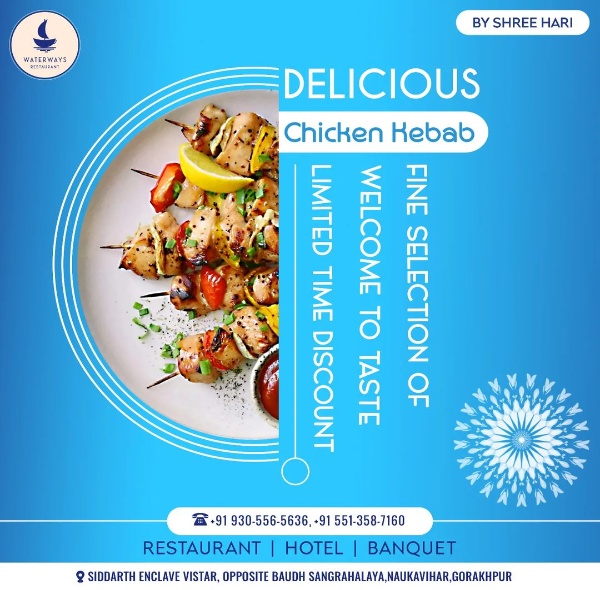 WATERWAYS
RESTAURANT
BY SHREE HARI
DELICIOUS
Chicken Kebab
FINE SELECTION OF
WELCOME TO TASTE
LIMITED TIME DISCOUNT
+91 930-556-5636, +91 551-358-7160
RESTAURANT | HOTEL | BANQUET
SIDDARTH ENCLAVE VISTAR, OPPOSITE BAUDH SANGRAHALAYA,NAUKAVIHAR,GORAKHPUR